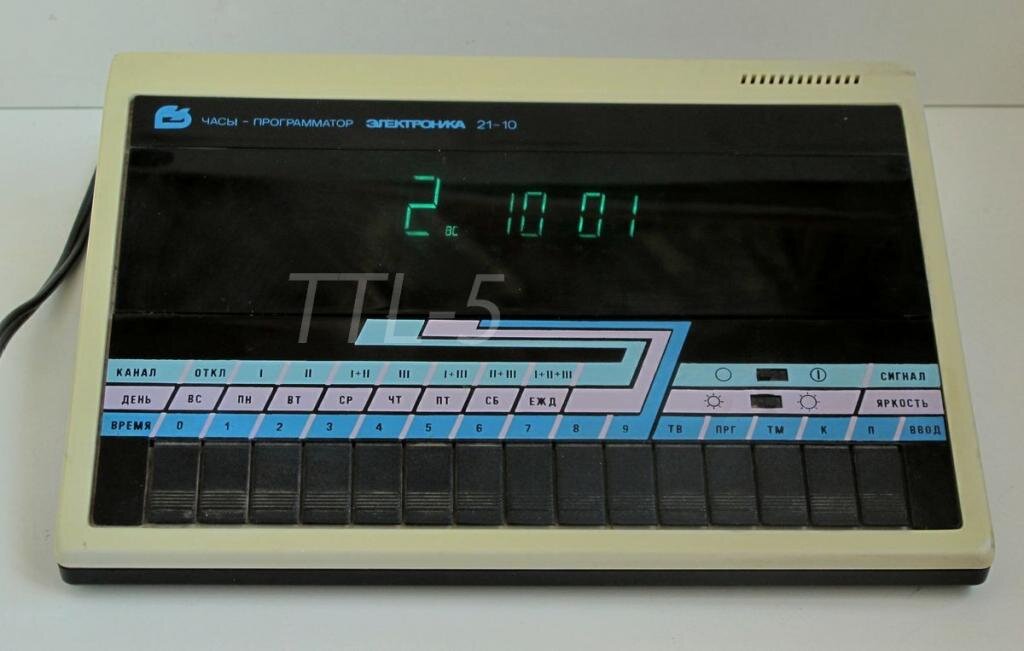 ЧАСЫ - ПРОГРАММАТОР ЭЛЕКТРОНИКА 21-10
2 ВС 10 01
TTL-5
КАНАЛ ОТКЛ I II I+II III I+III II+III I+II+III СИГНАЛ
ДЕНЬ ВС ПН ВТ СР ЧТ ПТ СБ ЕЖД ЯРКОСТЬ
ВРЕМЯ 0 1 2 3 4 5 6 7 8 9 ТВ ПРГ ТМ К П ВВОД